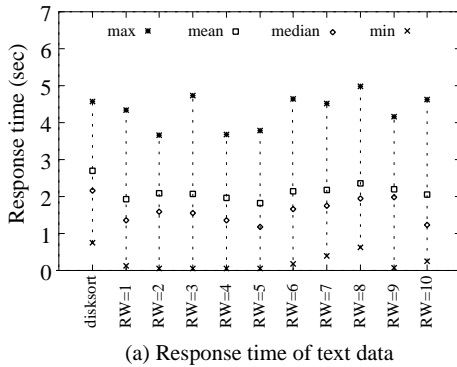 max mean median min
Response time (sec)
7
6
5
4
3
2
1
0
disksort
RW=1
RW=2
RW=3
RW=4
RW=5
RW=6
RW=7
RW=8
RW=9
RW=10
(a) Response time of text data